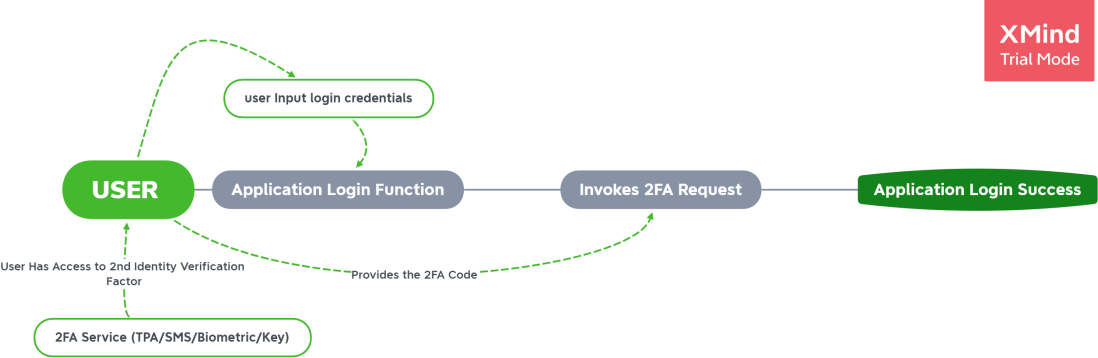 XMind
Trial Mode
user Input login credentials
USER
Application Login Function
Invokes 2FA Request
Application Login Success
User Has Access to 2nd Identity Verification
Factor
Provides the 2FA Code
2FA Service (TPA/SMS/Biometric/Key)